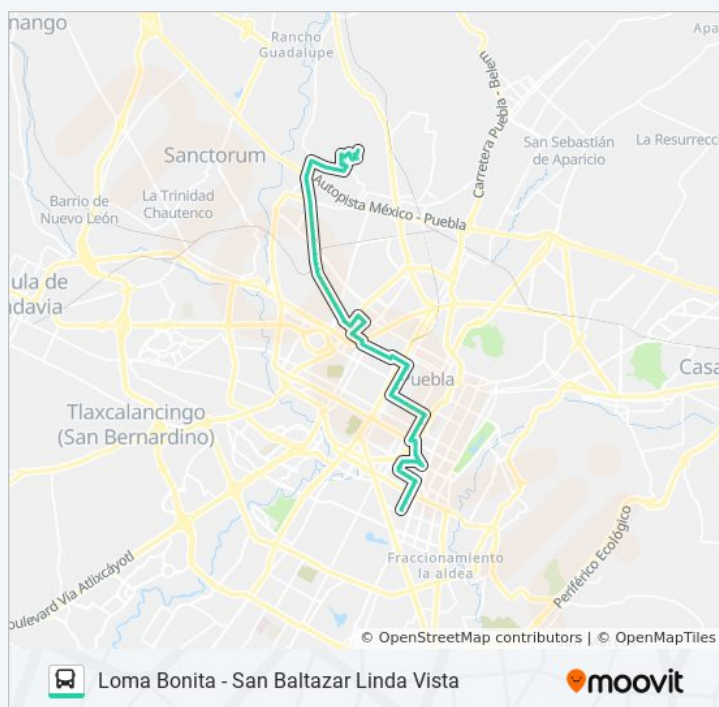 nango
Rancho
Guadalupe
Apa
Sanctorum
San Sebastián
de Aparicio
La Resurrecc
Carretera Puebla - Belem
Autopista México - Puebla
Barrio de
Nuevo León
La Trinidad
Chautenco
ula de
ndavia
Puebla
Casa
Tlaxcalancingo
(San Bernardino)
Periférico Ecológico
Fraccionamiento
la aldea
oulevard Vía Atlixcáyotl
© OpenStreetMap contributors | © OpenMapTiles
Loma Bonita - San Baltazar Linda Vista
moovit